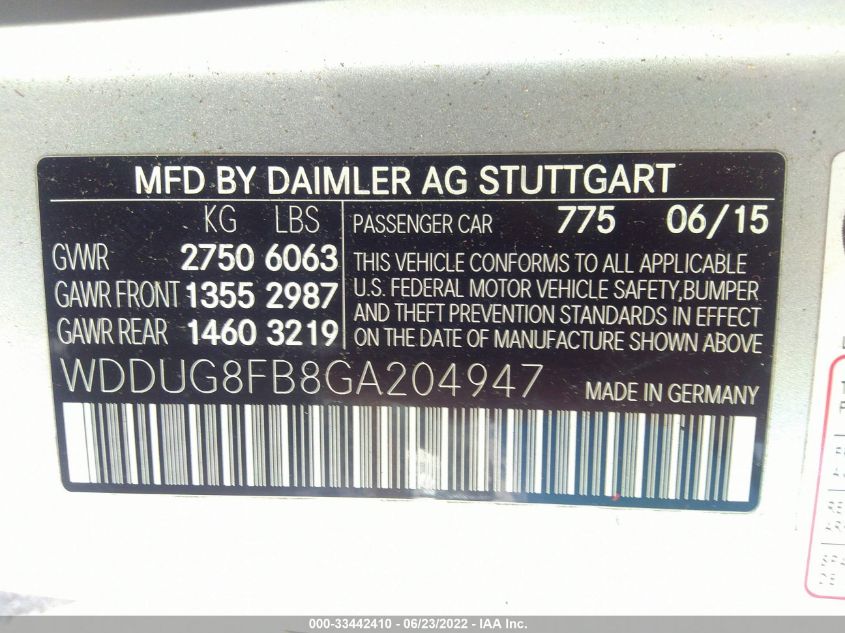 MFD BY DAIMLER AG STUTTGART
KG LBS
GVWR 2750 6063
GAWR FRONT 1355 2987
GAWR REAR 1460 3219
PASSENGER CAR 775 06/15
THIS VEHICLE CONFORMS TO ALL APPLICABLE
U.S. FEDERAL MOTOR VEHICLE SAFETY, BUMPER
AND THEFT PREVENTION STANDARDS IN EFFECT
ON THE DATE OF MANUFACTURE SHOWN ABOVE
WDDUG8FB8GA204947 MADE IN GERMANY
000-33442410 - 06/23/2022 - IAA Inc.